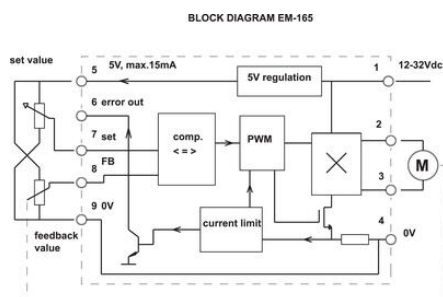 BLOCK DIAGRAM EM-165
set value
5 5V, max.15mA
5V regulation
1 12-32Vdc
6 error out
7 set
comp.
< = >
PWM
2
M
8 FB
3
9 0V
current limit
4 0V
feedback
value